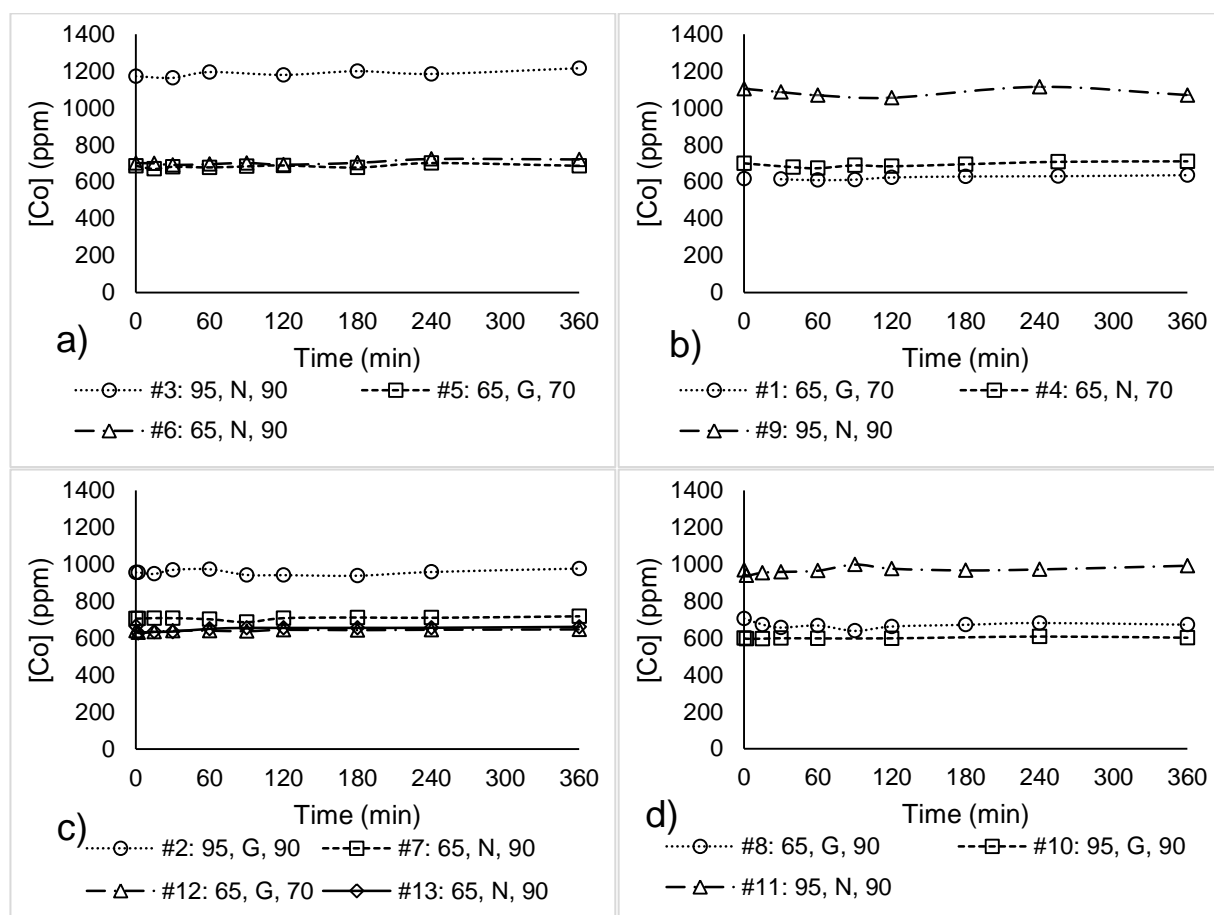 1400
1200
1000
800
600
400
200
0
[Co] (ppm)
0 60 120 180 240 300 360
Time (min)
a)
#3: 95, N, 90
#5: 65, G, 70
#6: 65, N, 90
1400
1200
1000
800
600
400
200
0
[Co] (ppm)
0 60 120 180 240 300 360
Time (min)
b)
#1: 65, G, 70
#4: 65, N, 70
#9: 95, N, 90
1400
1200
1000
800
600
400
200
0
[Co] (ppm)
0 60 120 180 240 300 360
Time (min)
c)
#2: 95, G, 90
#7: 65, N, 90
#12: 65, G, 70
#13: 65, N, 90
1400
1200
1000
800
600
400
200
0
[Co] (ppm)
0 60 120 180 240 300 360
Time (min)
d)
#8: 65, G, 90
#10: 95, G, 90
#11: 95, N, 90